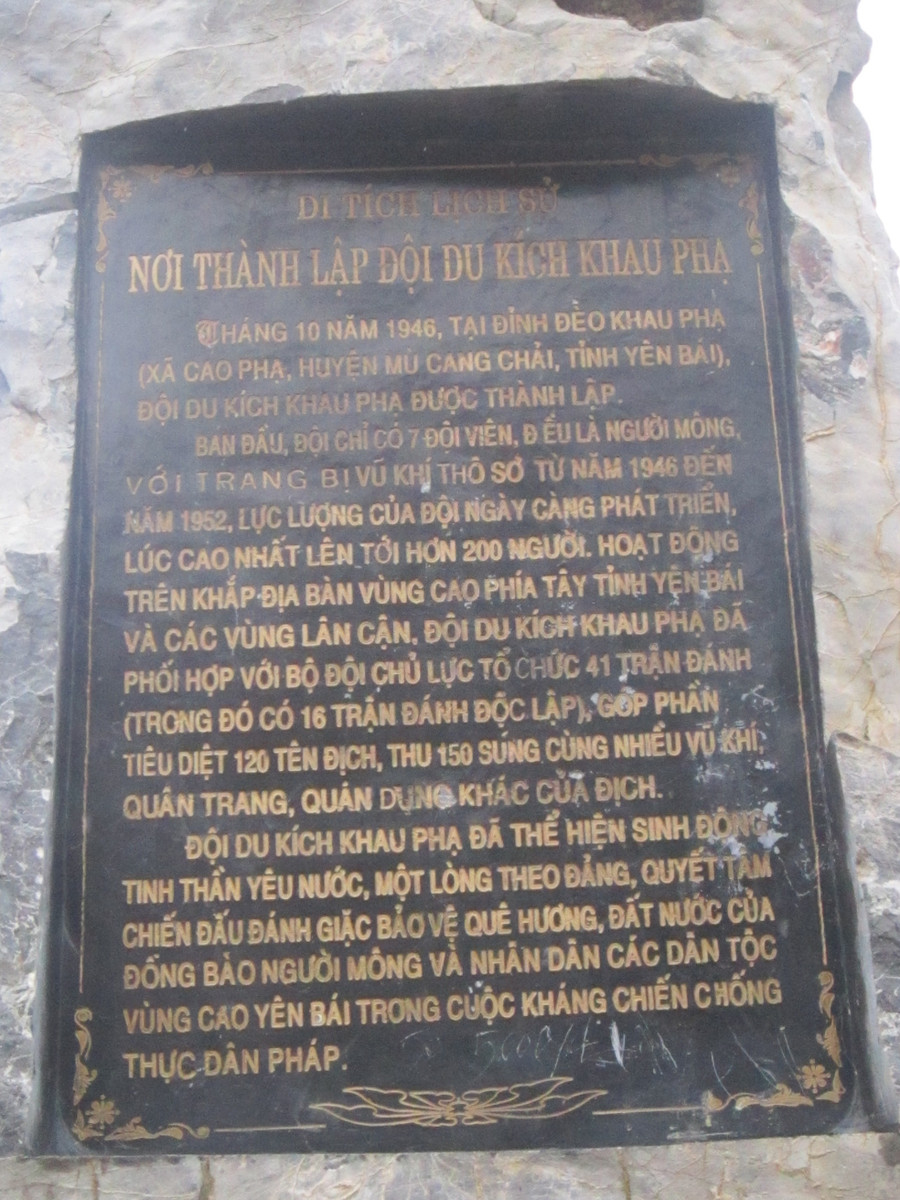 DI TÍCH LỊCH SỬ
NƠI THÀNH LẬP ĐỘI DU KÍCH KHAU PHẠ
THÁNG 10 NĂM 1946, TẠI ĐỈNH ĐÈO KHAU PHẠ
(XÃ CAO PHẠ, HUYỆN MÙ CANG CHẢI, TỈNH YÊN BÁI),
ĐỘI DU KÍCH KHAU PHẠ ĐƯỢC THÀNH LẬP.
BAN ĐẦU, ĐỘI CHỈ CÓ 7 ĐỘI VIÊN, Đ ỀU LÀ NGƯỜI MÔNG,
VỚI TRANG BỊ VŨ KHÍ THÔ SƠ TỪ NĂM 1946 ĐẾN
NĂM 1952, LỰC LƯỢNG CỦA ĐỘI NGÀY CÀNG PHÁT TRIỂN,
LÚC CAO NHẤT LÊN TỚI HƠN 200 NGƯỜI. HOẠT ĐỘNG
TRÊN KHẮP ĐỊA BÀN VÙNG CAO PHÍA TÂY TỈNH YÊN BÁI
VÀ CÁC VÙNG LÂN CẬN, ĐỘI DU KÍCH KHAU PHẠ ĐÃ
PHỐI HỢP VỚI BỘ ĐỘI CHỦ LỰC TỔ CHỨC 41 TRẬN ĐÁNH
(TRONG ĐÓ CÓ 16 TRẬN ĐÁNH ĐỘC LẬP), GÓP PHẦN
TIÊU DIỆT 120 TÊN ĐỊCH, THU 150 SÚNG CÙNG NHIỀU VŨ KHÍ,
QUÂN TRANG, QUÂN DỤNG KHÁC CỦA ĐỊCH.
ĐỘI DU KÍCH KHAU PHẠ ĐÃ THỂ HIỆN SINH ĐỘNG
TINH THẦN YÊU NƯỚC, MỘT LÒNG THEO ĐẢNG, QUYẾT TÂM
CHIẾN ĐẤU ĐÁNH GIẶC BẢO VỆ QUÊ HƯƠNG, ĐẤT NƯỚC CỦA
ĐỒNG BÀO NGƯỜI MÔNG VÀ NHÂN DÂN CÁC DÂN TỘC
VÙNG CAO YÊN BÁI TRONG CUỘC KHÁNG CHIẾN CHỐNG
THỰC DÂN PHÁP.